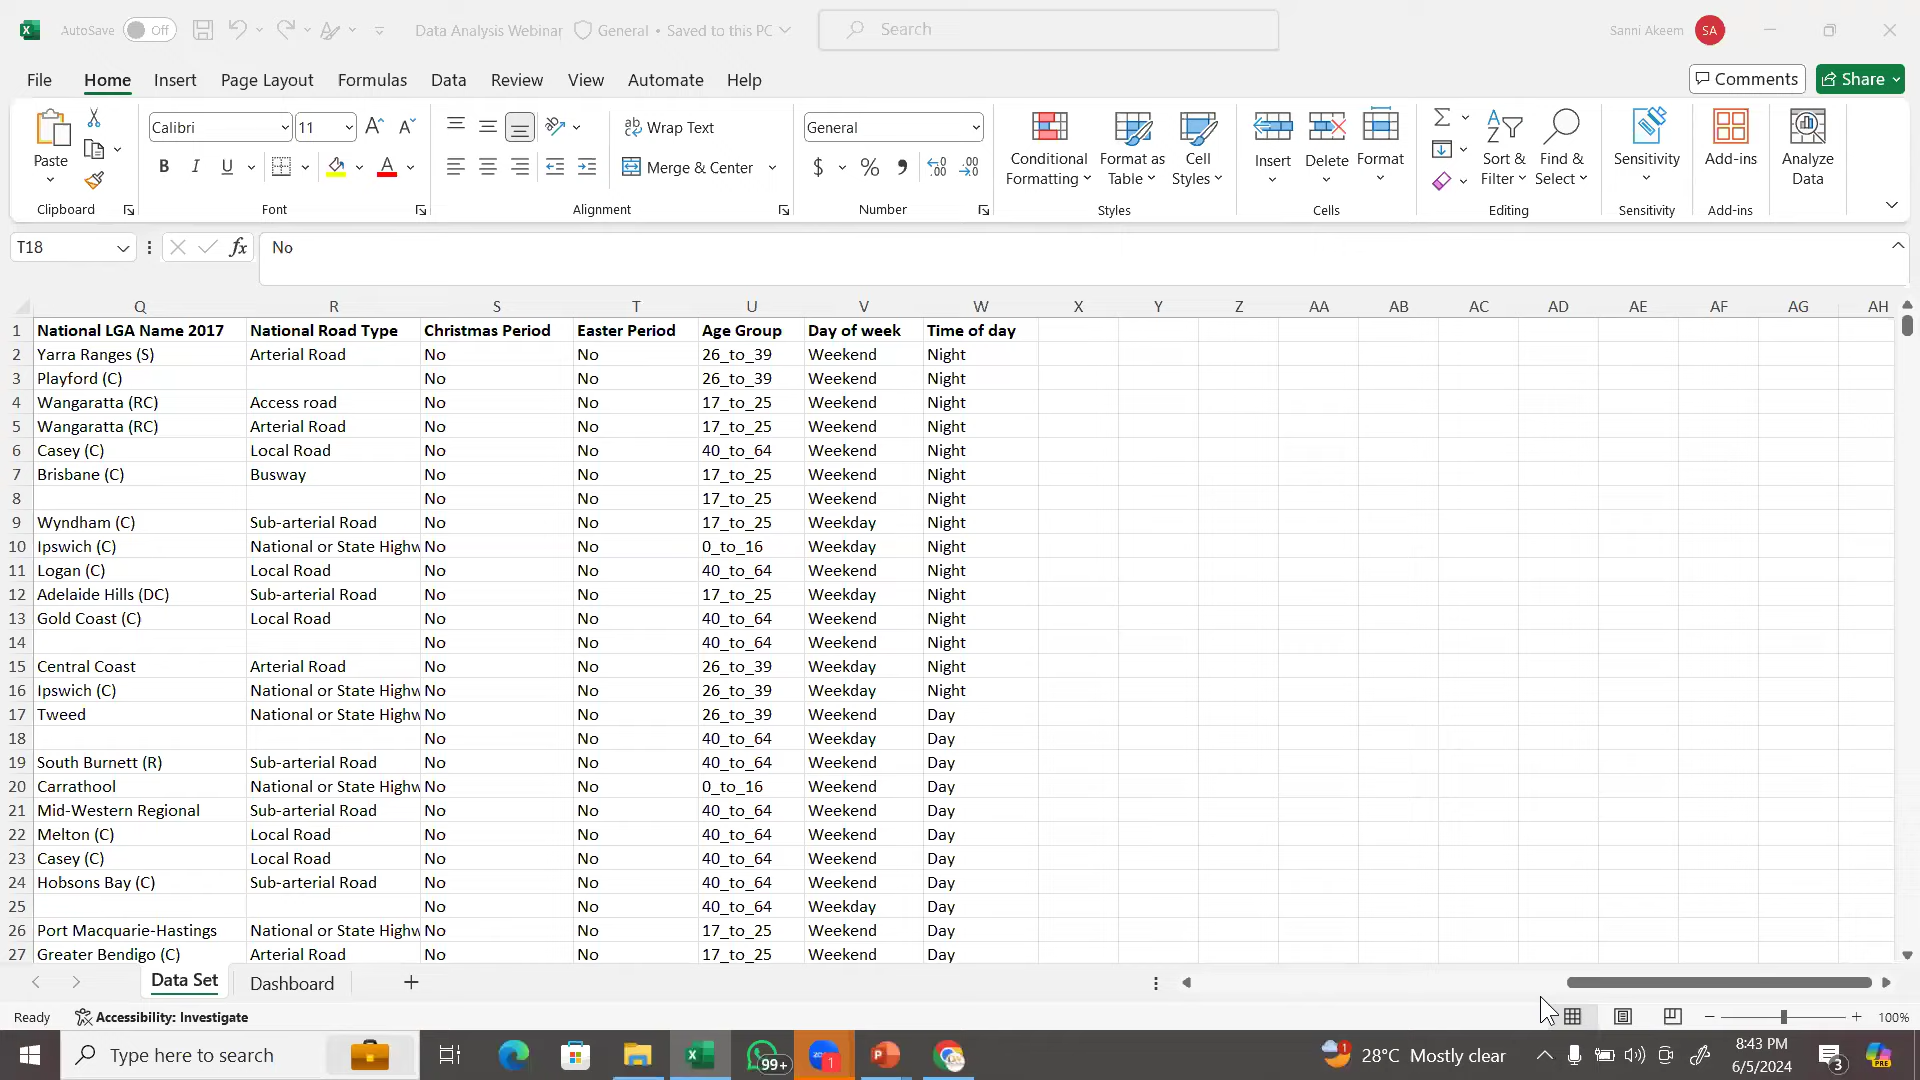 AutoSave Off Data Analysis Webinar General • Saved to this PC Search Sanni Akeem SA
File Home Insert Page Layout Formulas Data Review View Automate Help Comments Share
Paste Calibri 11 Wrap Text General Conditional Formatting Format as Table Cell Styles Insert Delete Format Sort & Filter Find & Select Sensitivity Add-ins Analyze Data
B I U Merge & Center $ %
Clipboard Font Alignment Number Styles Cells Editing Sensitivity Add-ins
T18 fx No
Q R S T U V W X Y Z AA AB AC AD AE AF AG AH
1 National LGA Name 2017 National Road Type Christmas Period Easter Period Age Group Day of week Time of day
2 Yarra Ranges (S) Arterial Road No No 26_to_39 Weekend Night
3 Playford (C) No No 26_to_39 Weekend Night
4 Wangaratta (RC) Access road No No 17_to_25 Weekend Night
5 Wangaratta (RC) Arterial Road No No 17_to_25 Weekend Night
6 Casey (C) Local Road No No 40_to_64 Weekend Night
7 Brisbane (C) Busway No No 17_to_25 Weekend Night
8 No No 17_to_25 Weekend Night
9 Wyndham (C) Sub-arterial Road No No 17_to_25 Weekday Night
10 Ipswich (C) National or State Highw No No 0_to_16 Weekday Night
11 Logan (C) Local Road No No 40_to_64 Weekend Night
12 Adelaide Hills (DC) Sub-arterial Road No No 17_to_25 Weekday Night
13 Gold Coast (C) Local Road No No 40_to_64 Weekend Night
14 No No 40_to_64 Weekend Night
15 Central Coast Arterial Road No No 26_to_39 Weekday Night
16 Ipswich (C) National or State Highw No No 26_to_39 Weekday Night
17 Tweed National or State Highw No No 26_to_39 Weekend Day
18 No No 40_to_64 Weekday Day
19 South Burnett (R) Sub-arterial Road No No 40_to_64 Weekend Day
20 Carrathool National or State Highw No No 0_to_16 Weekend Day
21 Mid-Western Regional Sub-arterial Road No No 40_to_64 Weekend Day
22 Melton (C) Local Road No No 40_to_64 Weekend Day
23 Casey (C) Local Road No No 40_to_64 Weekend Day
24 Hobsons Bay (C) Sub-arterial Road No No 40_to_64 Weekend Day
25 No No 40_to_64 Weekday Day
26 Port Macquarie-Hastings National or State Highw No No 17_to_25 Weekend Day
27 Greater Bendigo (C) Arterial Road No No 17_to_25 Weekend Day
Data Set Dashboard
Ready Accessibility: Investigate 100%
Type here to search 99+ 1 1 28°C Mostly clear 8:43 PM 3
6/5/2024